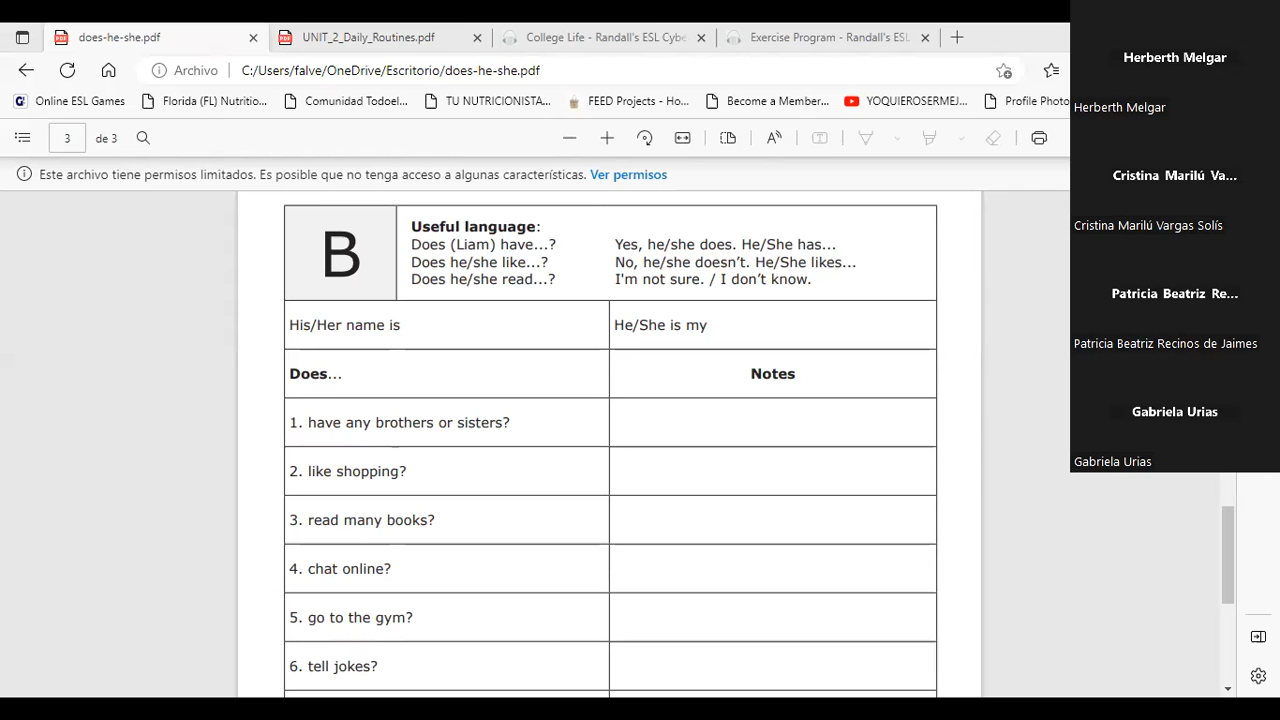 does-he-she.pdf
UNIT_2_Daily_Routines.pdf
College Life - Randall's ESL Cybe
Exercise Program - Randall's ESL
Archivo
C:/Users/falve/OneDrive/Escritorio/does-he-she.pdf
Online ESL Games
Florida (FL) Nutritio...
Comunidad Todoel...
TU NUTRICIONISTA...
FEED Projects - Ho...
Become a Member...
YOQUIEROSERMEJ...
Profile Photo
3
de 3
Este archivo tiene permisos limitados. Es posible que no tenga acceso a algunas características. Ver permisos
B
Useful language:
Does (Liam) have...? Yes, he/she does. He/She has...
Does he/she like...? No, he/she doesn't. He/She likes...
Does he/she read...? I'm not sure. / I don't know.
His/Her name is
He/She is my
Does...
Notes
1. have any brothers or sisters?
2. like shopping?
3. read many books?
4. chat online?
5. go to the gym?
6. tell jokes?
Herberth Melgar
Herberth Melgar
Cristina Marilú Va...
Cristina Marilú Vargas Solís
Patricia Beatriz Re...
Patricia Beatriz Recinos de Jaimes
Gabriela Urias
Gabriela Urias